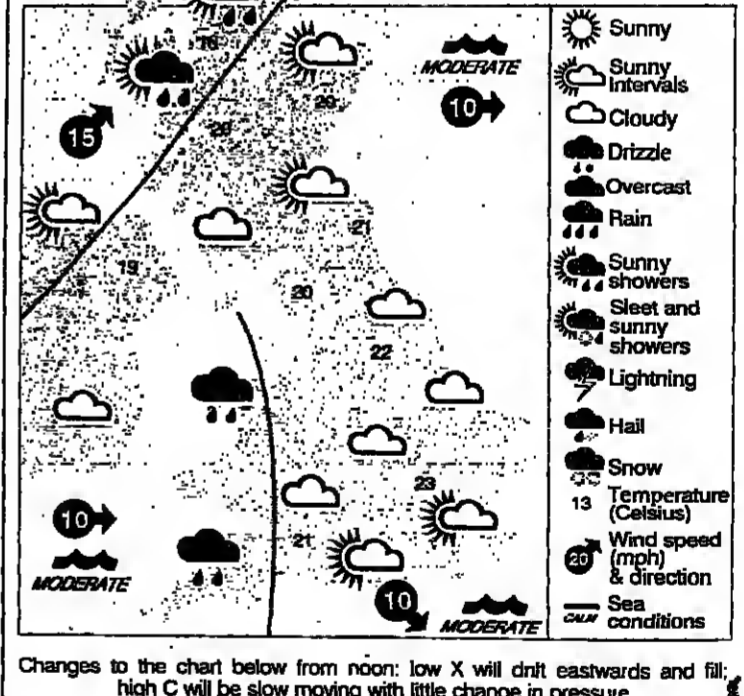 18
MODERATE
20
10
15
20
21
19
20
22
23
10
21
MODERATE
10
MODERATE
Sunny
Sunny
Intervals
Cloudy
Drizzle
Overcast
Rain
Sunny
showers
Sleet and
sunny
showers
Lightning
Hail
Snow
13 Temperature
(Celsius)
20 Wind speed
(mph)
& direction
CALM Sea
conditions
Changes to the chart below from noon: low X will drift eastwards and fill;
high C will be slow moving with little change in pressure